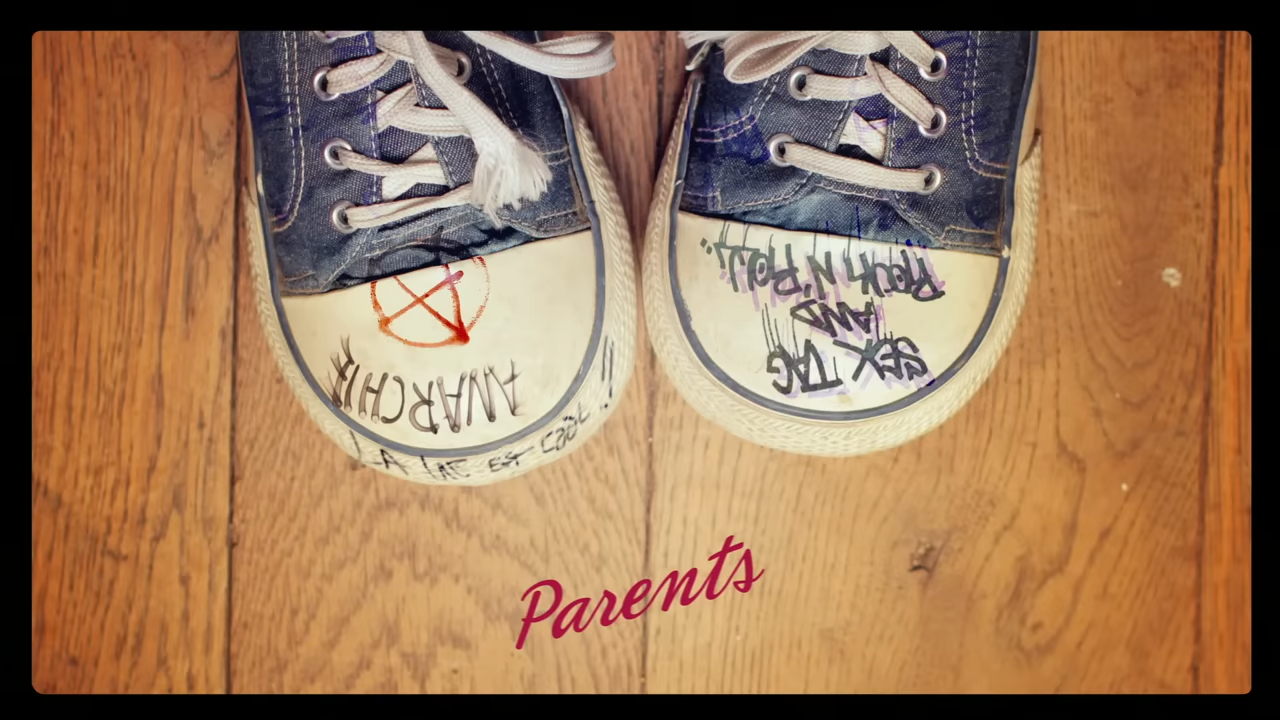 ANARCHIE
LA VIE EST COOL !!
SEX TAG
AND
ROCK N'ROLL..
Parents